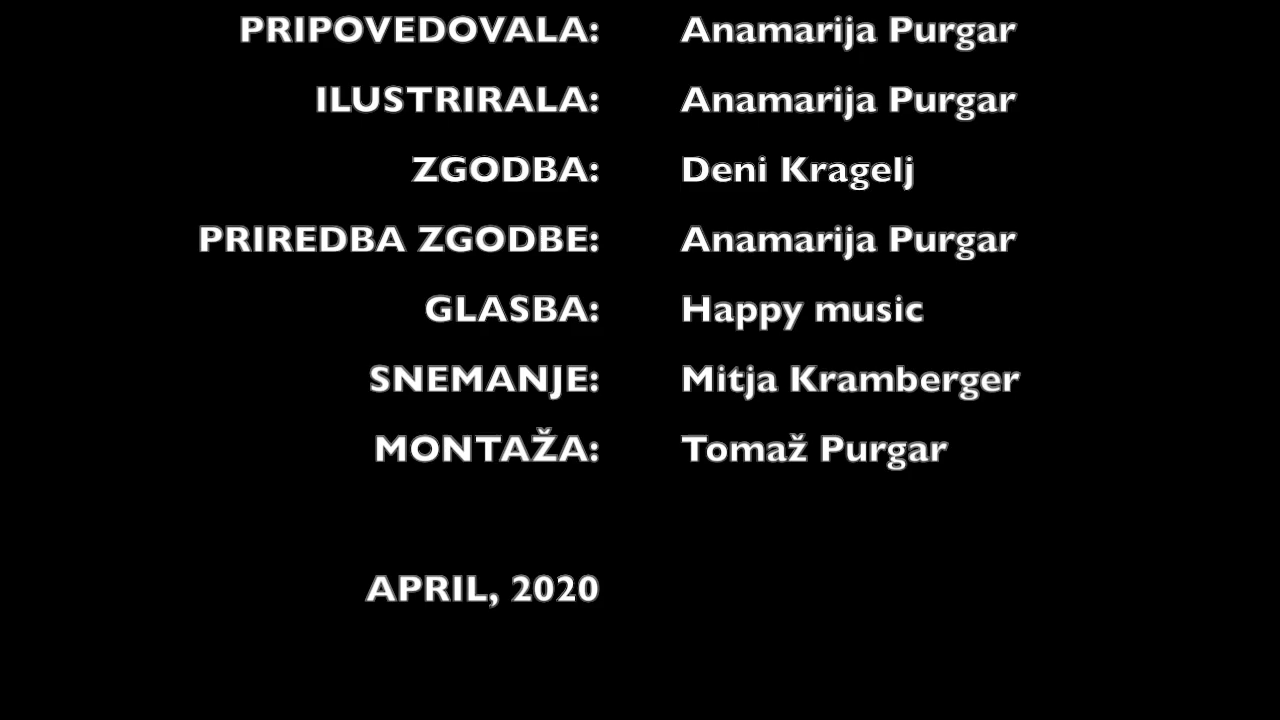 PRIPOVEDOVALA: Anamarija Purgar
ILUSTRIRALA: Anamarija Purgar
ZGODBA: Deni Kragelj
PRIREDBA ZGODBE: Anamarija Purgar
GLASBA: Happy music
SNEMANJE: Mitja Kramberger
MONTAŽA: Tomaž Purgar
APRIL, 2020